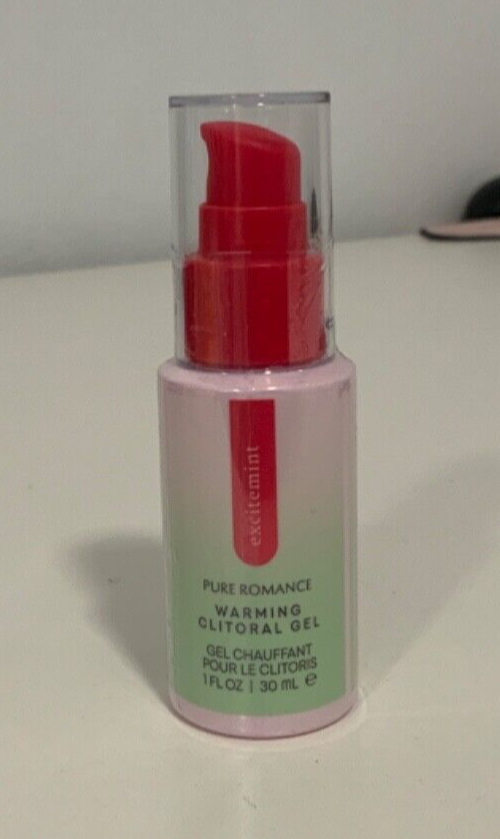 excitemint
PURE ROMANCE
WARMING
CLITORAL GEL
GEL CHAUFFANT
POUR LE CLITORIS
1 FL OZ | 30 mL ℮